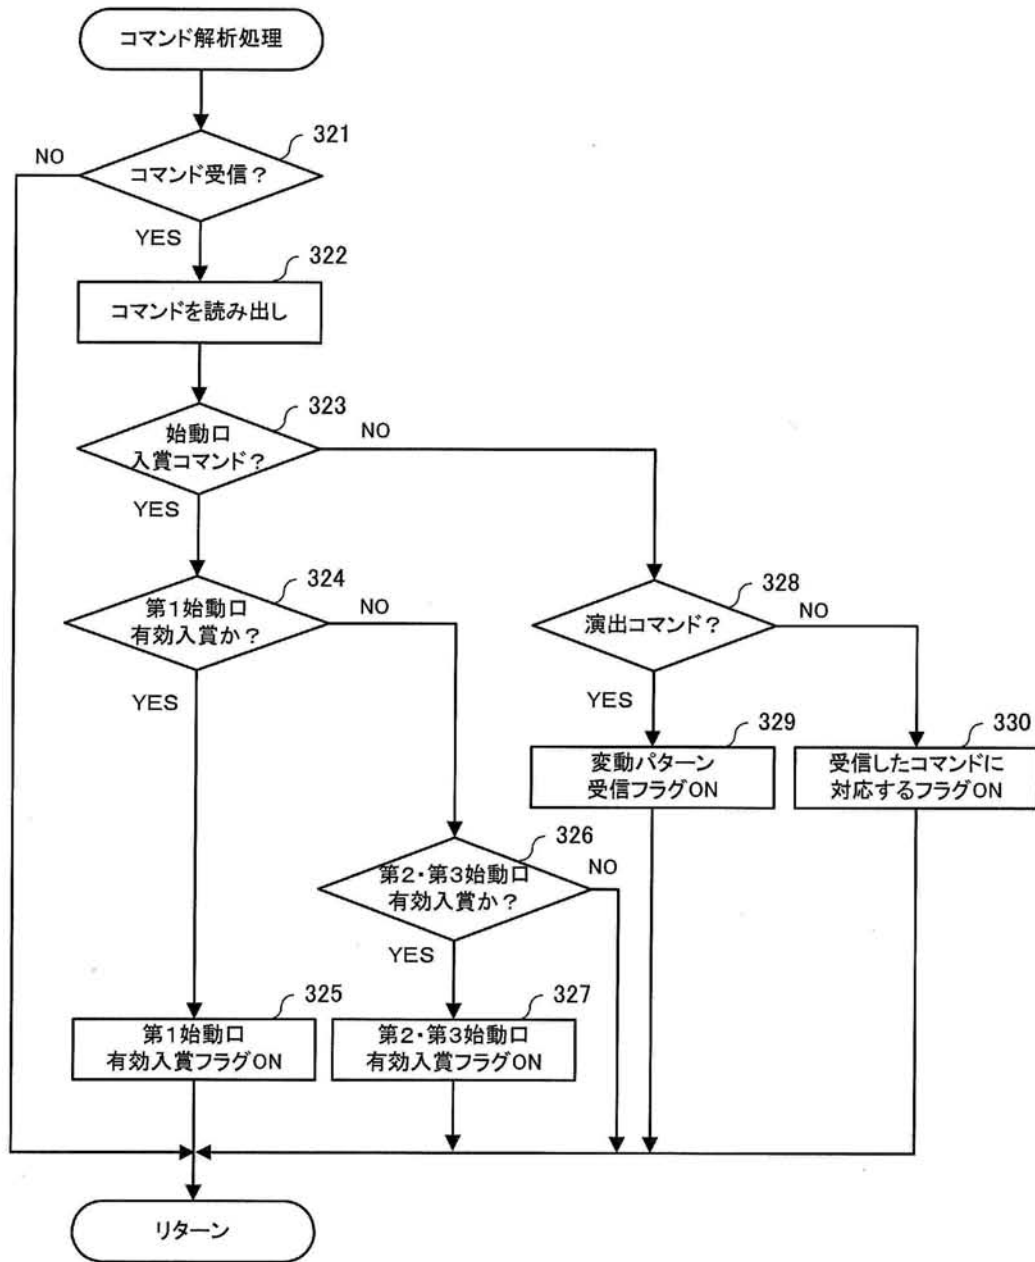 コマンド解析処理
321
NO
コマンド受信？
YES
322
コマンドを読み出し
323
始動口
入賞コマンド？
NO
YES
324
第1始動口
有効入賞か？
NO
YES
328
演出コマンド？
NO
YES
329
変動パターン
受信フラグON
330
受信したコマンドに
対応するフラグON
326
第2・第3始動口
有効入賞か？
NO
YES
325
第1始動口
有効入賞フラグON
327
第2・第3始動口
有効入賞フラグON
リターン